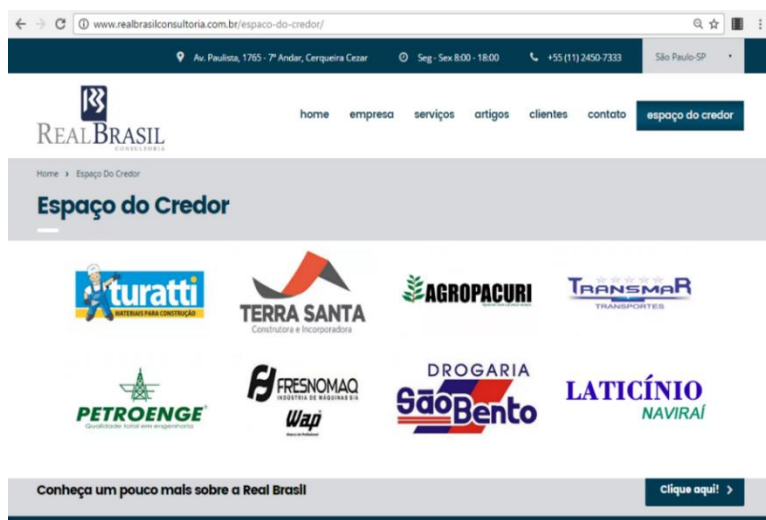 www.realbrasilconsultoria.com.br/espaco-do-credor/
Av. Paulista, 1765 - 7º Andar, Cerqueira Cezar
Seg - Sex 8:00 - 18:00
+55 (11) 2450-7333
São Paulo-SP
REALBRASIL
CONSULTORIA
home
empresa
serviços
artigos
clientes
contato
espaço do credor
Home > Espaço Do Credor
Espaço do Credor
turatti
MATERIAIS PARA CONSTRUÇÃO
TERRA SANTA
Construtora e Incorporadora
AGROPACURI
TRANSMAR
TRANSPORTES
PETROENGE
Qualidade total em engenharia
FRESNOMAQ
INDÚSTRIA DE MÁQUINAS S/A
Wap
DROGARIA
SãoBento
LATICÍNIO
NAVIRAÍ
Conheça um pouco mais sobre a Real Brasil
Clique aqui! >